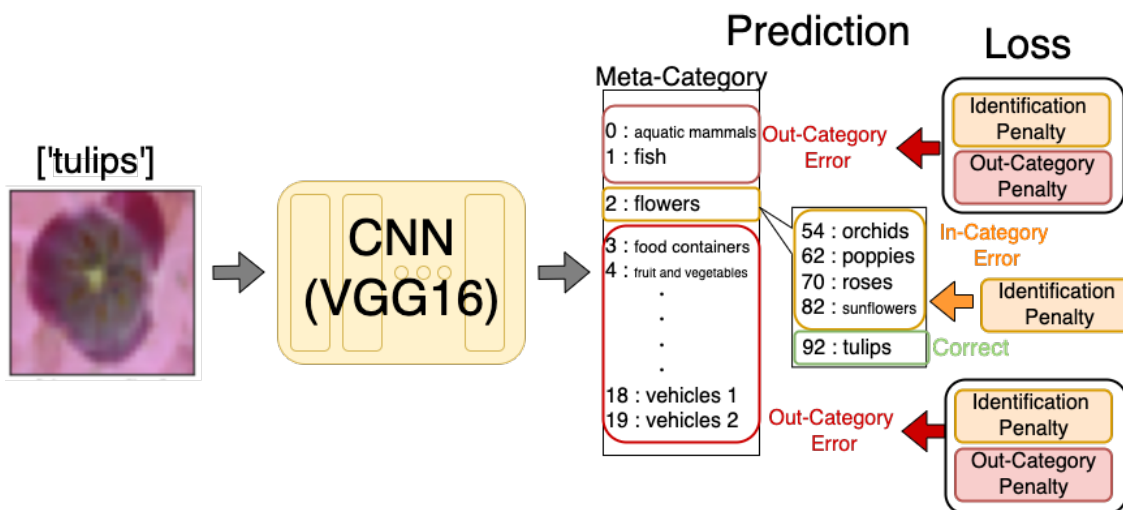 Prediction
Loss
Meta-Category
['tulips']
CNN
(VGG16)
0 : aquatic mammals
1 : fish
2 : flowers
3 : food containers
4 : fruit and vegetables
18 : vehicles 1
19 : vehicles 2
Out-Category
Error
Identification
Penalty
Out-Category
Penalty
54 : orchids
62 : poppies
70 : roses
82 : sunflowers
92 : tulips
In-Category
Error
Identification
Penalty
Correct
Out-Category
Error
Identification
Penalty
Out-Category
Penalty